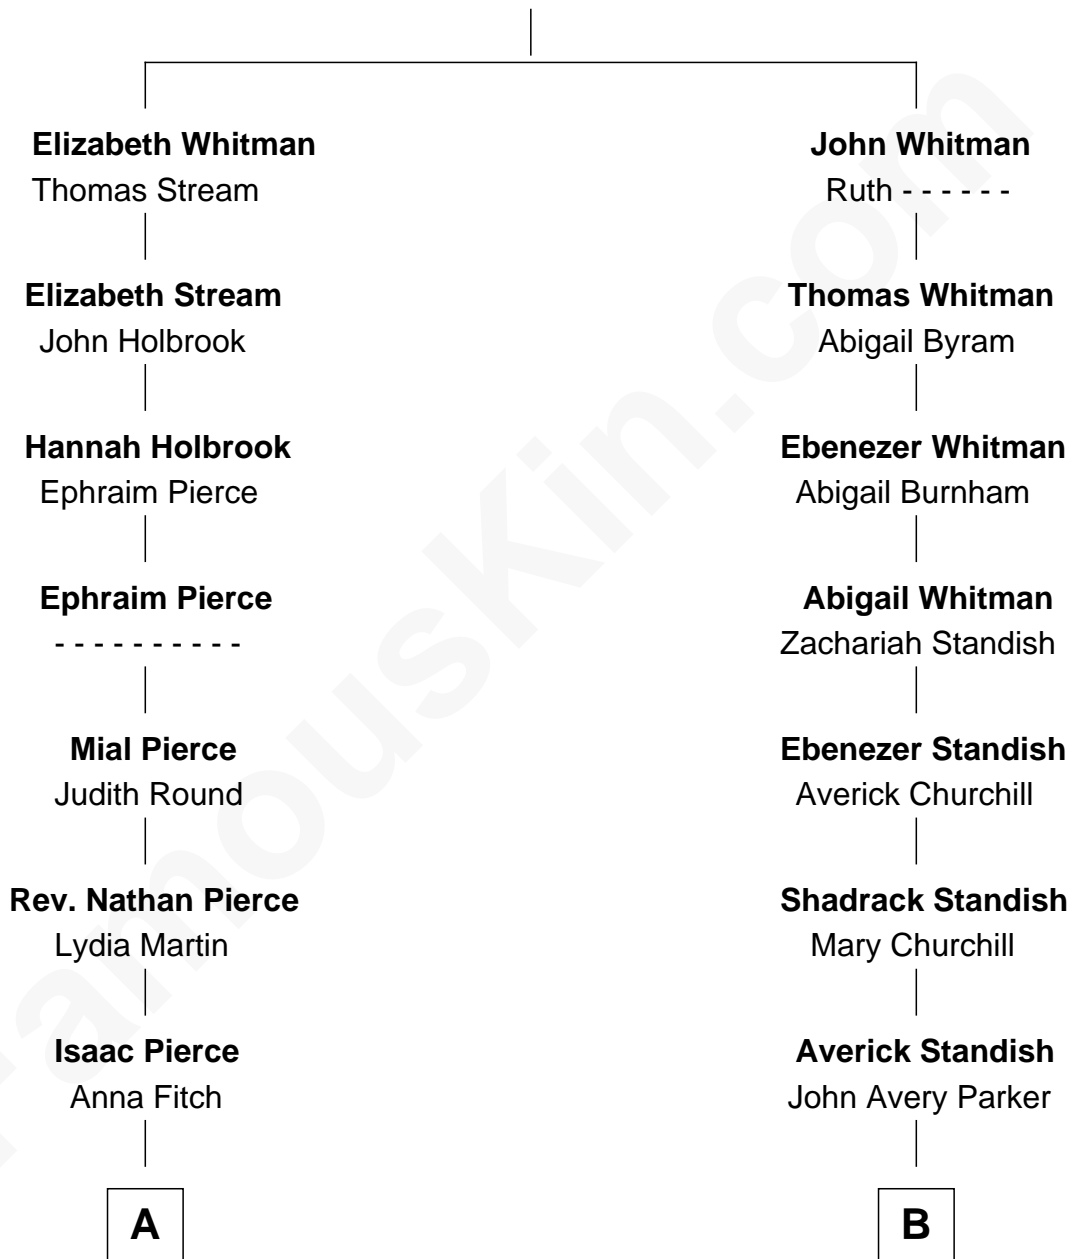 Elizabeth Whitman
Thomas Stream
Elizabeth Stream
John Holbrook
Hannah Holbrook
Ephraim Pierce
Ephraim Pierce
- - - - - - - - - -
Mial Pierce
Judith Round
Rev. Nathan Pierce
Lydia Martin
Isaac Pierce
Anna Fitch
A
John Whitman
Ruth - - - - - -
Thomas Whitman
Abigail Byram
Ebenezer Whitman
Abigail Burnham
Abigail Whitman
Zachariah Standish
Ebenezer Standish
Averick Churchill
Shadrack Standish
Mary Churchill
Averick Standish
John Avery Parker
B
FamousKin.com